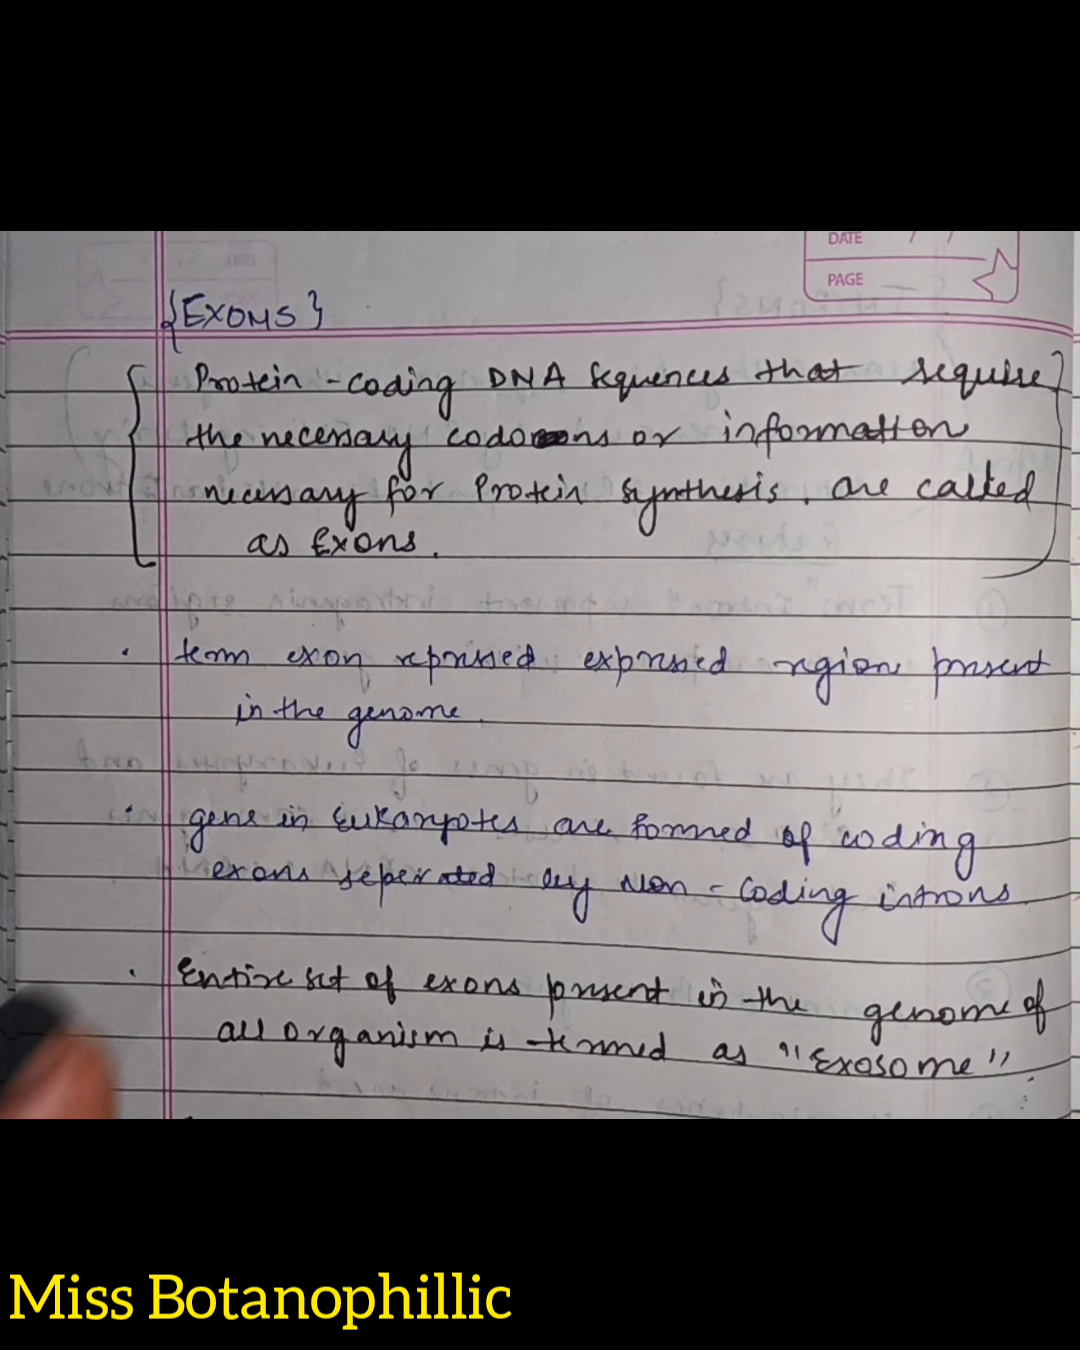 DATE / /
PAGE
{EXONS}
Protein-coding DNA Sequences that require
the necessary codons or information
necessary for Protein Synthesis. are called
as Exons.
• term exon expressed region present
in the genome.
• gene in Eukaryotes are formed of coding
exons seperated by Non-Coding introns.
• Entire set of exons present in the genome of
all organism is termed as "Exosome".
Miss Botanophillic